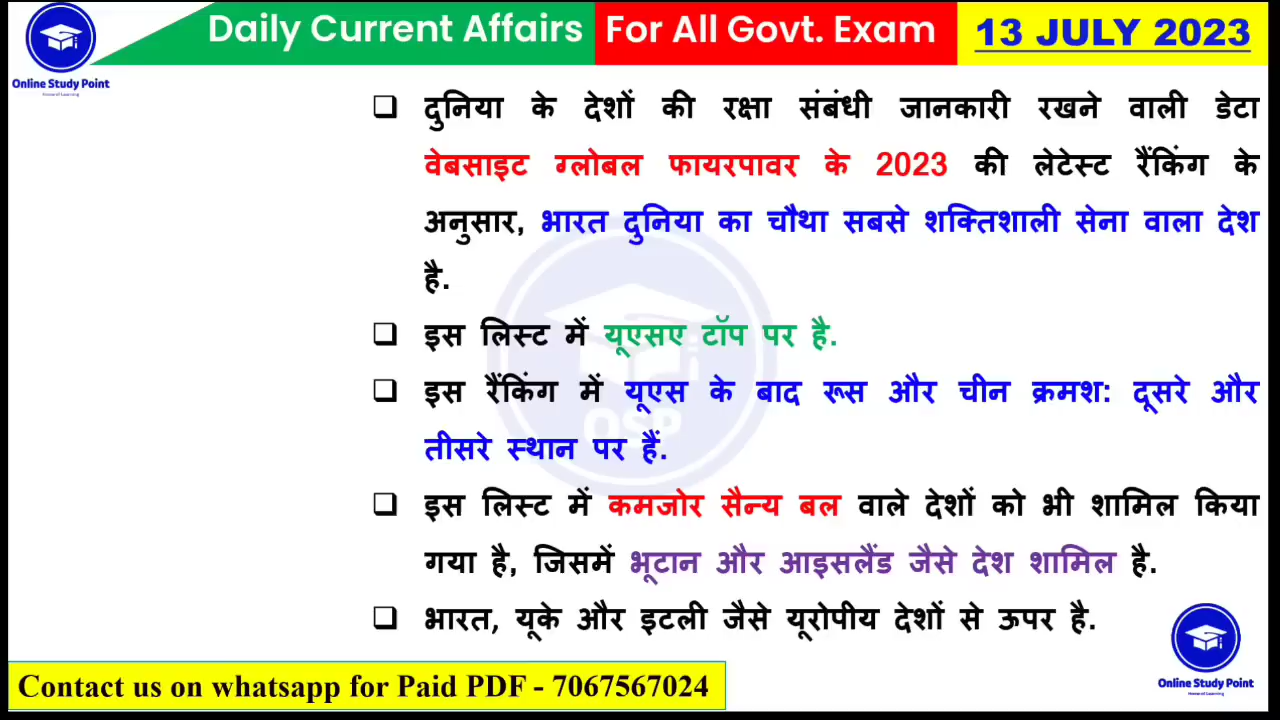 Daily Current Affairs For All Govt. Exam 13 JULY 2023
Online Study Point
❑ दुनिया के देशों की रक्षा संबंधी जानकारी रखने वाली डेटा
वेबसाइट ग्लोबल फायरपावर के 2023 की लेटेस्ट रैंकिंग के
अनुसार, भारत दुनिया का चौथा सबसे शक्तिशाली सेना वाला देश
है.
❑ इस लिस्ट में यूएसए टॉप पर है.
❑ इस रैंकिंग में यूएस के बाद रूस और चीन क्रमश: दूसरे और
तीसरे स्थान पर हैं.
OSP
❑ इस लिस्ट में कमजोर सैन्य बल वाले देशों को भी शामिल किया
गया है, जिसमें भूटान और आइसलैंड जैसे देश शामिल है.
❑ भारत, यूके और इटली जैसे यूरोपीय देशों से ऊपर है.
Contact us on whatsapp for Paid PDF - 7067567024
Online Study Point